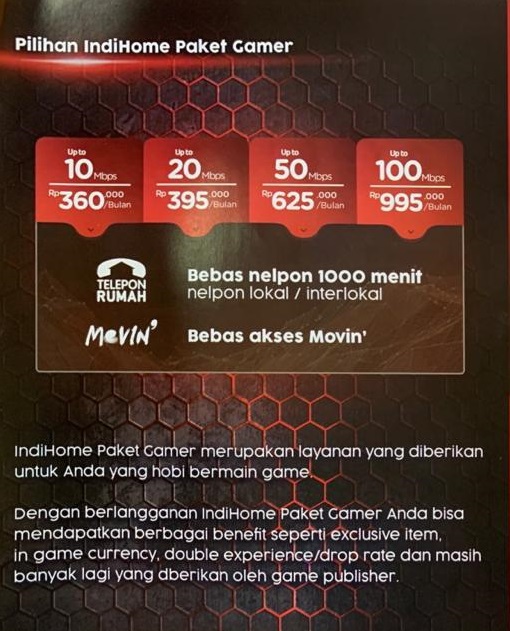 Pilihan IndiHome Paket Gamer
Up to
10 Mbps
Rp 360.000/Bulan
Up to
20 Mbps
Rp 395.000/Bulan
Up to
50 Mbps
Rp 625.000/Bulan
Up to
100 Mbps
Rp 995.000/Bulan
TELEPON
RUMAH
Bebas nelpon 1000 menit
nelpon lokal / interlokal
MOVIN'
Bebas akses Movin'
IndiHome Paket Gamer merupakan layanan yang diberikan
untuk Anda yang hobi bermain game.
Dengan berlangganan IndiHome Paket Gamer Anda bisa
mendapatkan berbagai benefit seperti exclusive item,
in game currency, double experience/drop rate dan masih
banyak lagi yang dberikan oleh game publisher.